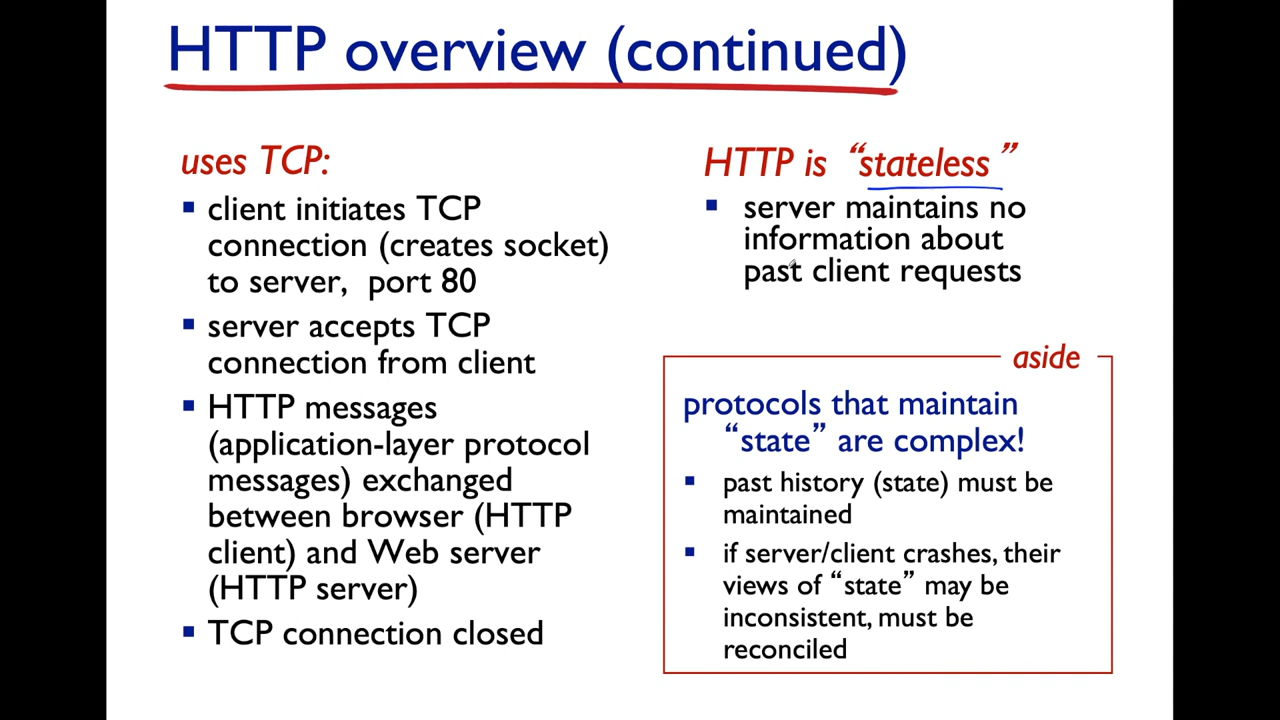 HTTP overview (continued)
uses TCP:
▪ client initiates TCP
connection (creates socket)
to server, port 80
▪ server accepts TCP
connection from client
▪ HTTP messages
(application-layer protocol
messages) exchanged
between browser (HTTP
client) and Web server
(HTTP server)
▪ TCP connection closed
HTTP is “stateless”
▪ server maintains no
information about
past client requests
aside
protocols that maintain
“state” are complex!
▪ past history (state) must be
maintained
▪ if server/client crashes, their
views of “state” may be
inconsistent, must be
reconciled